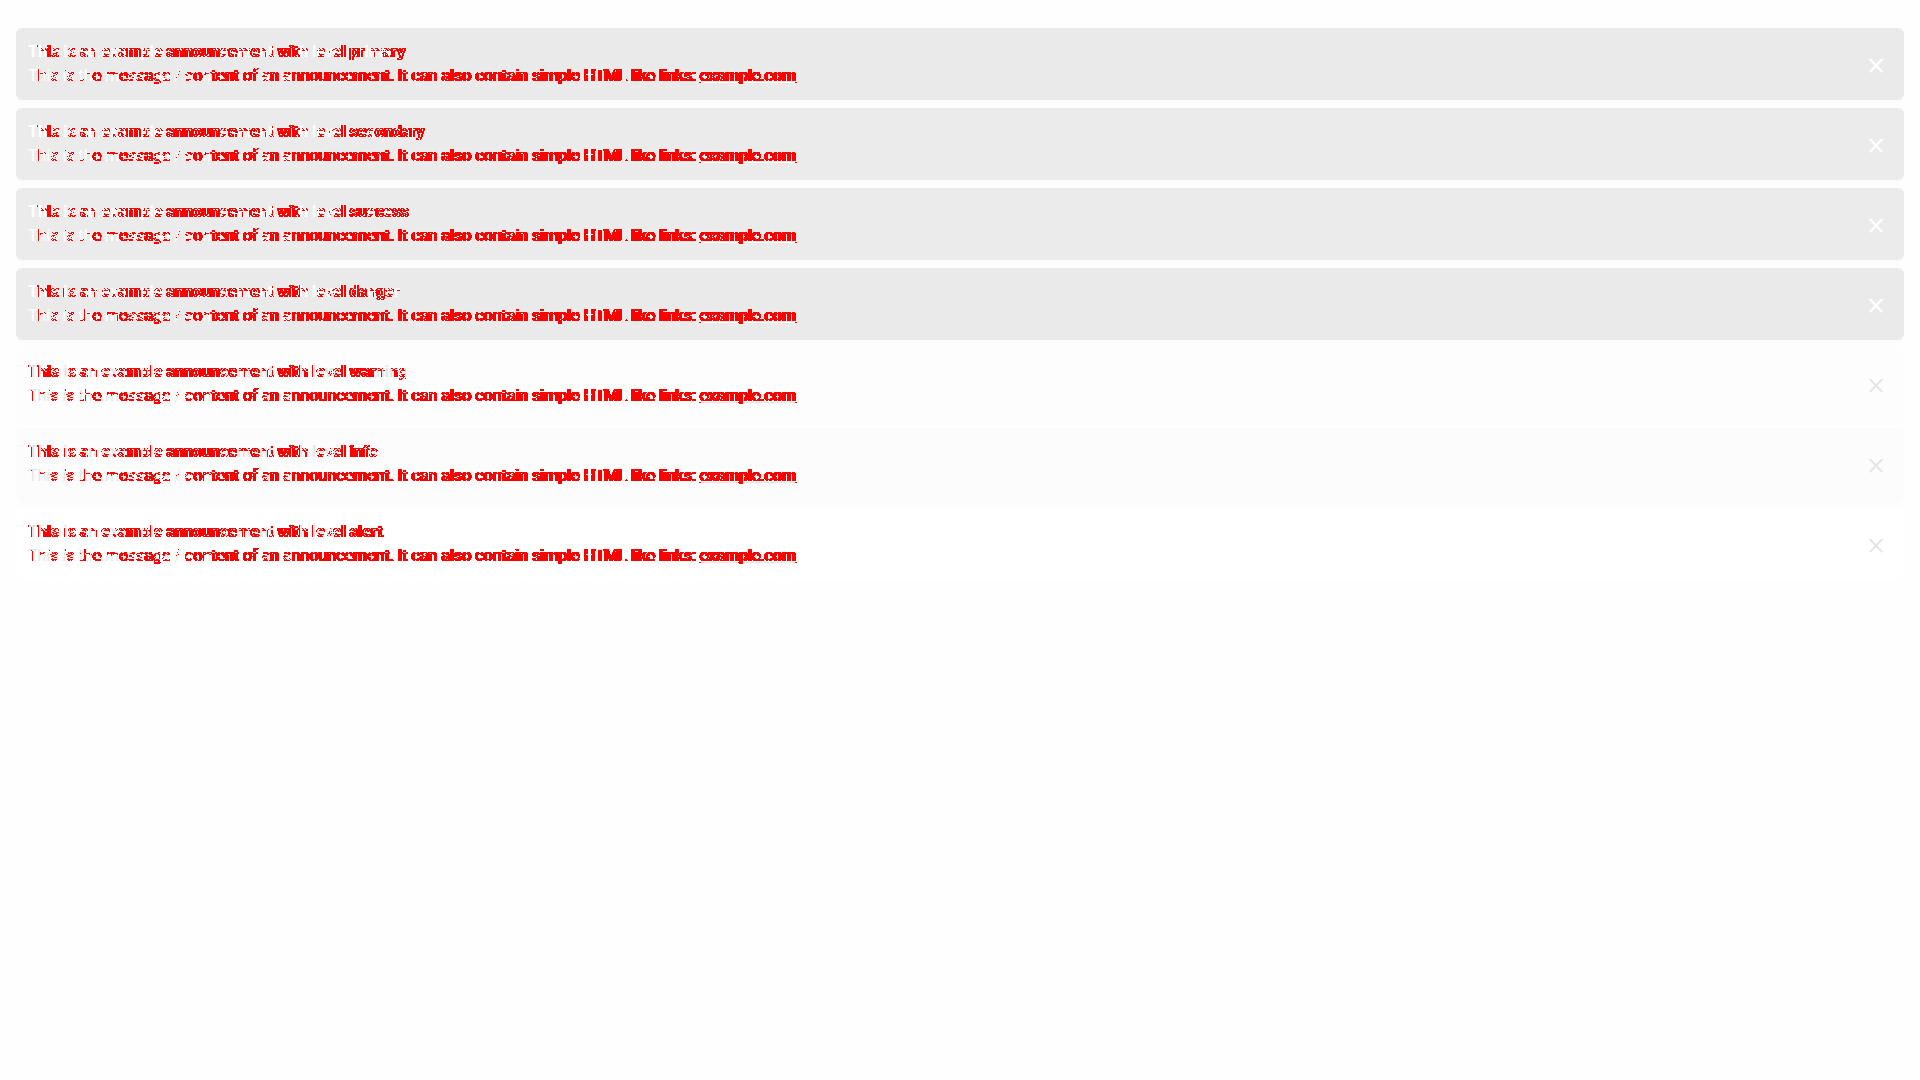 This is an example announcement with level primary
This is the message / content of an announcement. It can also contain simple HTML like links: example.com
This is an example announcement with level secondary
This is the message / content of an announcement. It can also contain simple HTML like links: example.com
This is an example announcement with level success
This is the message / content of an announcement. It can also contain simple HTML like links: example.com
This is an example announcement with level danger
This is the message / content of an announcement. It can also contain simple HTML like links: example.com
This is an example announcement with level warning
This is the message / content of an announcement. It can also contain simple HTML like links: example.com
This is an example announcement with level info
This is the message / content of an announcement. It can also contain simple HTML like links: example.com
This is an example announcement with level alert
This is the message / content of an announcement. It can also contain simple HTML like links: example.com